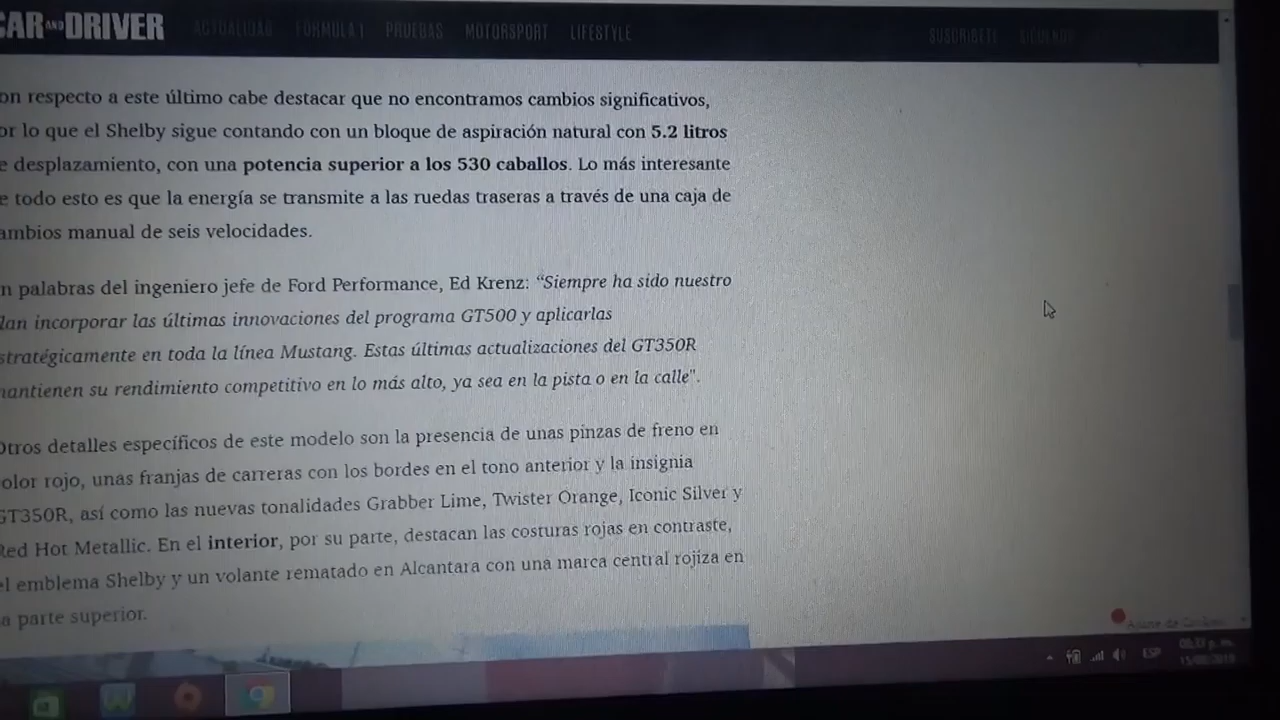 CAR AND DRIVER ACTUALIDAD FÓRMULA 1 PRUEBAS MOTORSPORT LIFESTYLE SUSCRÍBETE
on respecto a este último cabe destacar que no encontramos cambios significativos,
or lo que el Shelby sigue contando con un bloque de aspiración natural con 5.2 litros
e desplazamiento, con una potencia superior a los 530 caballos. Lo más interesante
e todo esto es que la energía se transmite a las ruedas traseras a través de una caja de
ambios manual de seis velocidades.
n palabras del ingeniero jefe de Ford Performance, Ed Krenz: “Siempre ha sido nuestro
lan incorporar las últimas innovaciones del programa GT500 y aplicarlas
stratégicamente en toda la línea Mustang. Estas últimas actualizaciones del GT350R
mantienen su rendimiento competitivo en lo más alto, ya sea en la pista o en la calle".
Otros detalles específicos de este modelo son la presencia de unas pinzas de freno en
olor rojo, unas franjas de carreras con los bordes en el tono anterior y la insignia
GT350R, así como las nuevas tonalidades Grabber Lime, Twister Orange, Iconic Silver y
Red Hot Metallic. En el interior, por su parte, destacan las costuras rojas en contraste,
el emblema Shelby y un volante rematado en Alcantara con una marca central rojiza en
a parte superior.
ESP